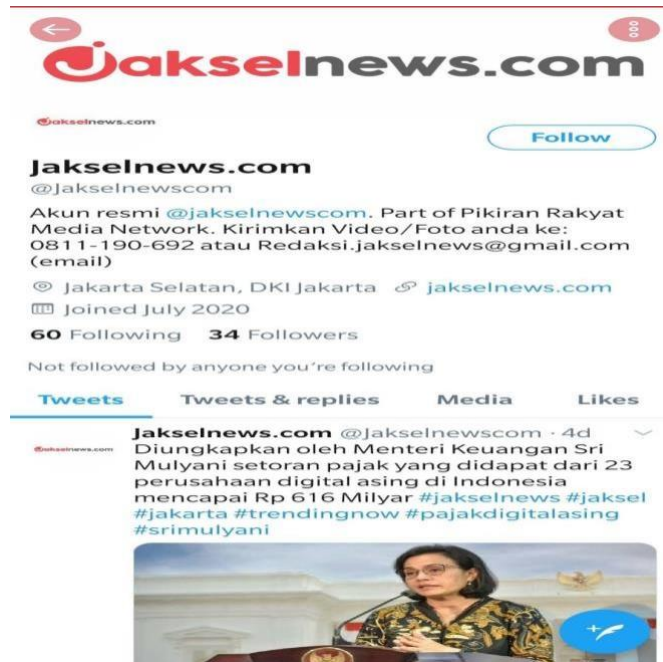 Jakselnews.com
Jakselnews.com
Follow
Jakselnews.com
@Jakselnewscom
Akun resmi @jakselnewscom. Part of Pikiran Rakyat
Media Network. Kirimkan Video/Foto anda ke:
0811-190-692 atau Redaksi.jakselnews@gmail.com
(email)
Jakarta Selatan, DKI Jakarta jakselnews.com
Joined July 2020
60 Following 34 Followers
Not followed by anyone you're following
Tweets Tweets & replies Media Likes
Jakselnews.com @Jakselnewscom · 4d
Jakselnews.com
Diungkapkan oleh Menteri Keuangan Sri
Mulyani setoran pajak yang didapat dari 23
perusahaan digital asing di Indonesia
mencapai Rp 616 Milyar #jakselnews #jaksel
#jakarta #trendingnow #pajakdigitalasing
#srimulyani